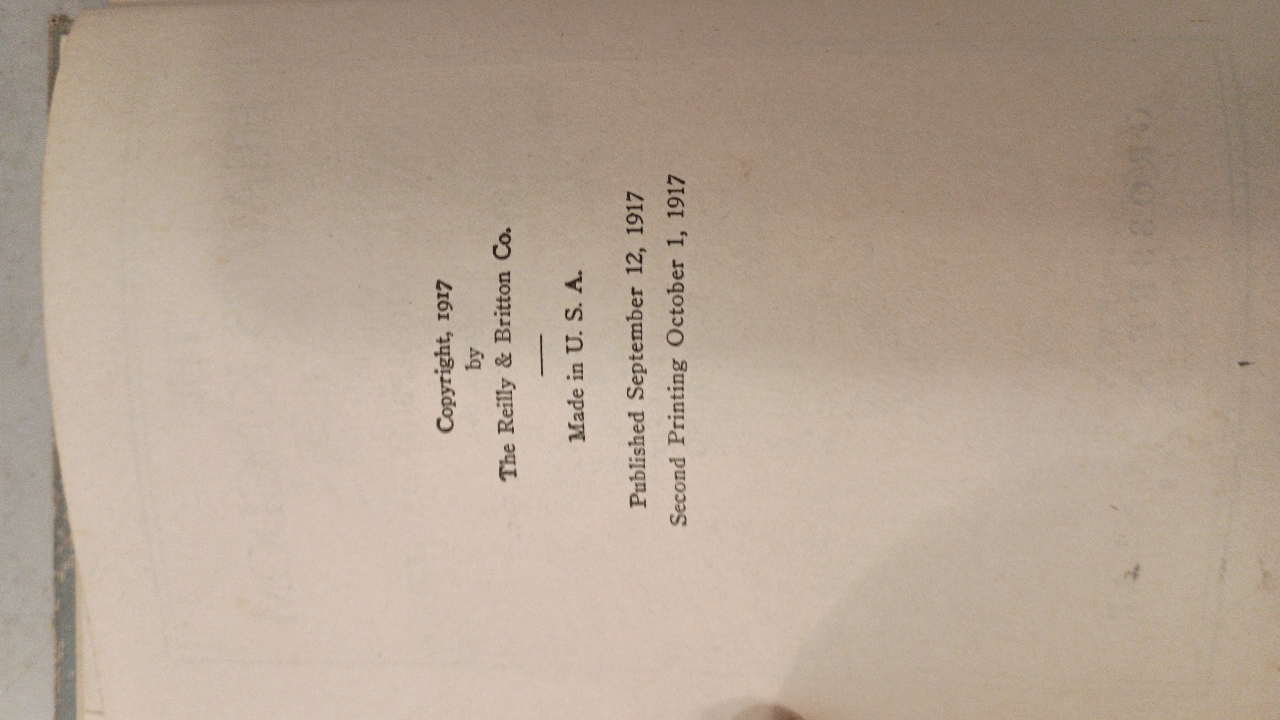 Copyright, 1917
by
The Reilly & Britton Co.
Made in U. S. A.
Published September 12, 1917
Second Printing October 1, 1917